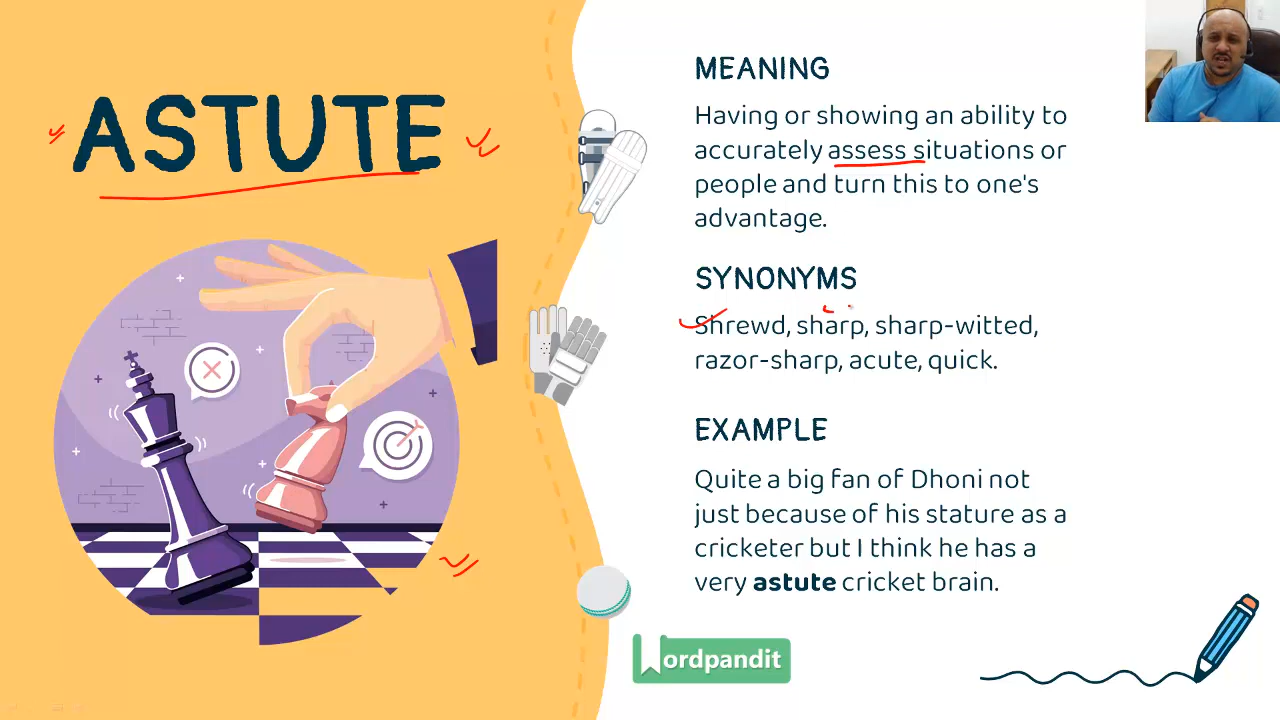 ASTUTE
MEANING
Having or showing an ability to
accurately assess situations or
people and turn this to one's
advantage.
SYNONYMS
Shrewd, sharp, sharp-witted,
razor-sharp, acute, quick.
EXAMPLE
Quite a big fan of Dhoni not
just because of his stature as a
cricketer but I think he has a
very astute cricket brain.
Wordpandit